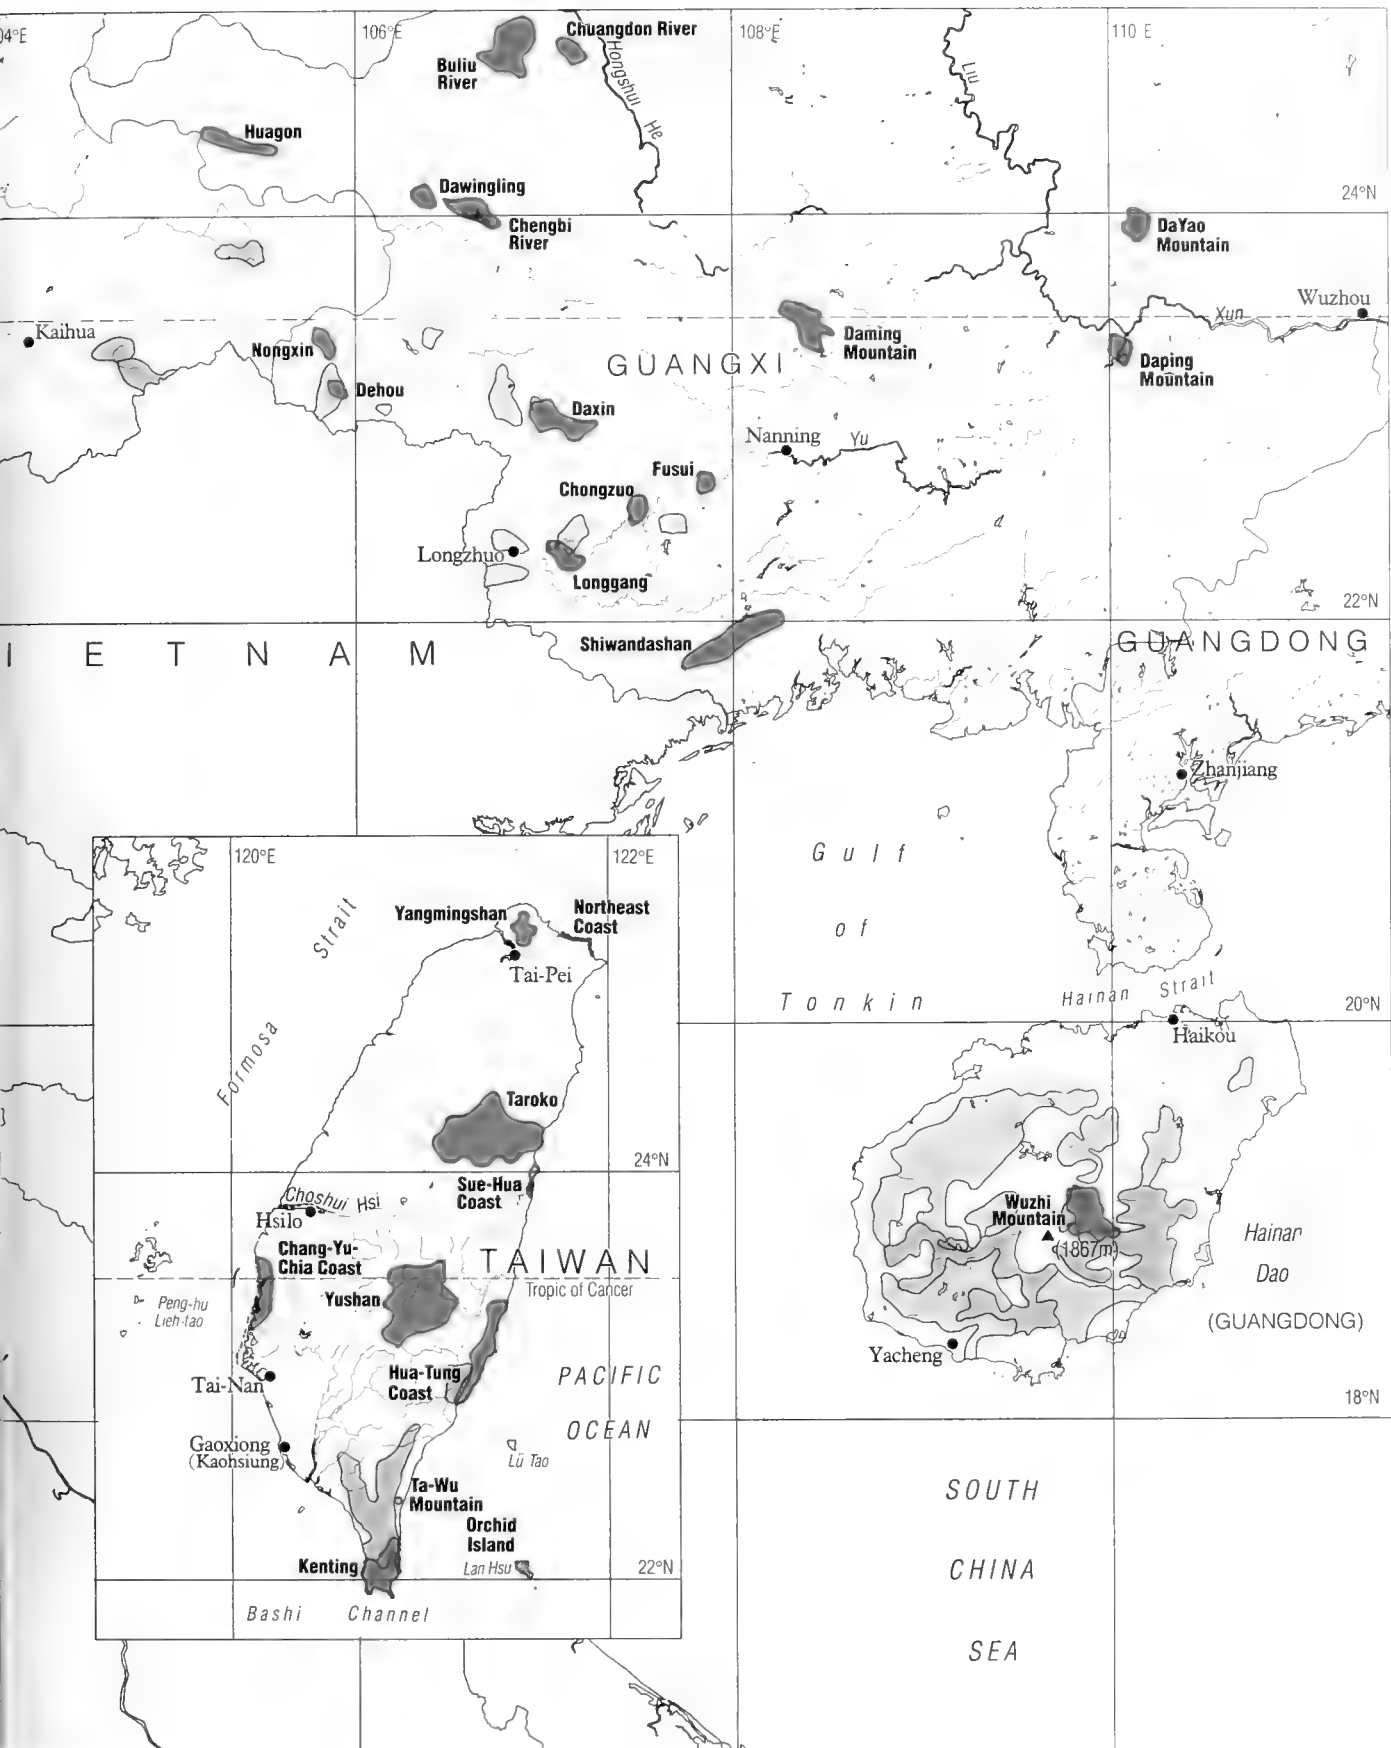 04°E
106°E
108°E
110 E
Chuangdon River
Buliu
River
Hongshui
He
Liu
Huagon
Dawingling
Chengbi
River
24°N
DaYao
Mountain
Wuzhou
Xun
Kaihua
Nongxin
Daming
Mountain
GUANGXI
Daping
Mountain
Dehou
Daxin
Nanning
Yu
Fusui
Chongzuo
Longzhuo
Longgang
22°N
Shiwandashan
IETNAM
GUANGDONG
Zhanjiang
Gulf
of
Tonkin
Hainan Strait
20°N
Haikou
Wuzhi
Mountain
(1867m)
Hainan
Dao
(GUANGDONG)
Yacheng
18°N
SOUTH
CHINA
SEA
120°E
122°E
Formosa
Strait
Yangmingshan
Northeast
Coast
Tai-Pei
Taroko
24°N
Sue-Hua
Coast
Choshui Hsi
Hsilo
Chang-Yu-
Chia Coast
TAIWAN
Tropic of Cancer
Yushan
Peng-hu
Lieh-tao
Hua-Tung
Coast
Tai-Nan
PACIFIC
OCEAN
Gaoxiong
(Kaohsiung)
Lü Tao
Ta-Wu
Mountain
Orchid
Island
Lan Hsu
Kenting
22°N
Bashi Channel